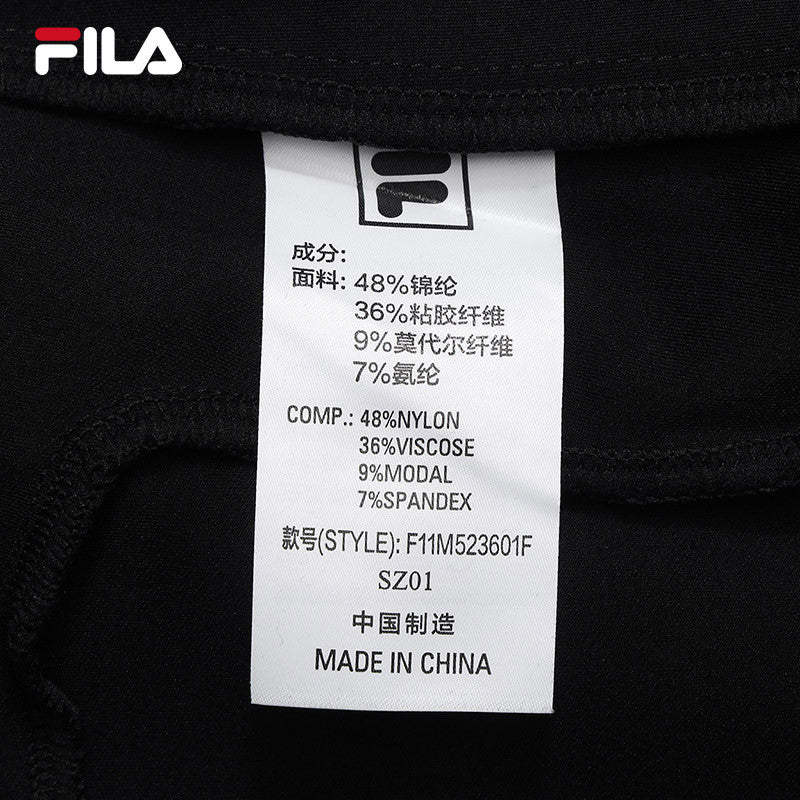 FILA
成分:
面料: 48%锦纶
36%粘胶纤维
9%莫代尔纤维
7%氨纶
COMP.: 48%NYLON
36%VISCOSE
9%MODAL
7%SPANDEX
款号(STYLE): F11M523601F
SZ01
中国制造
MADE IN CHINA